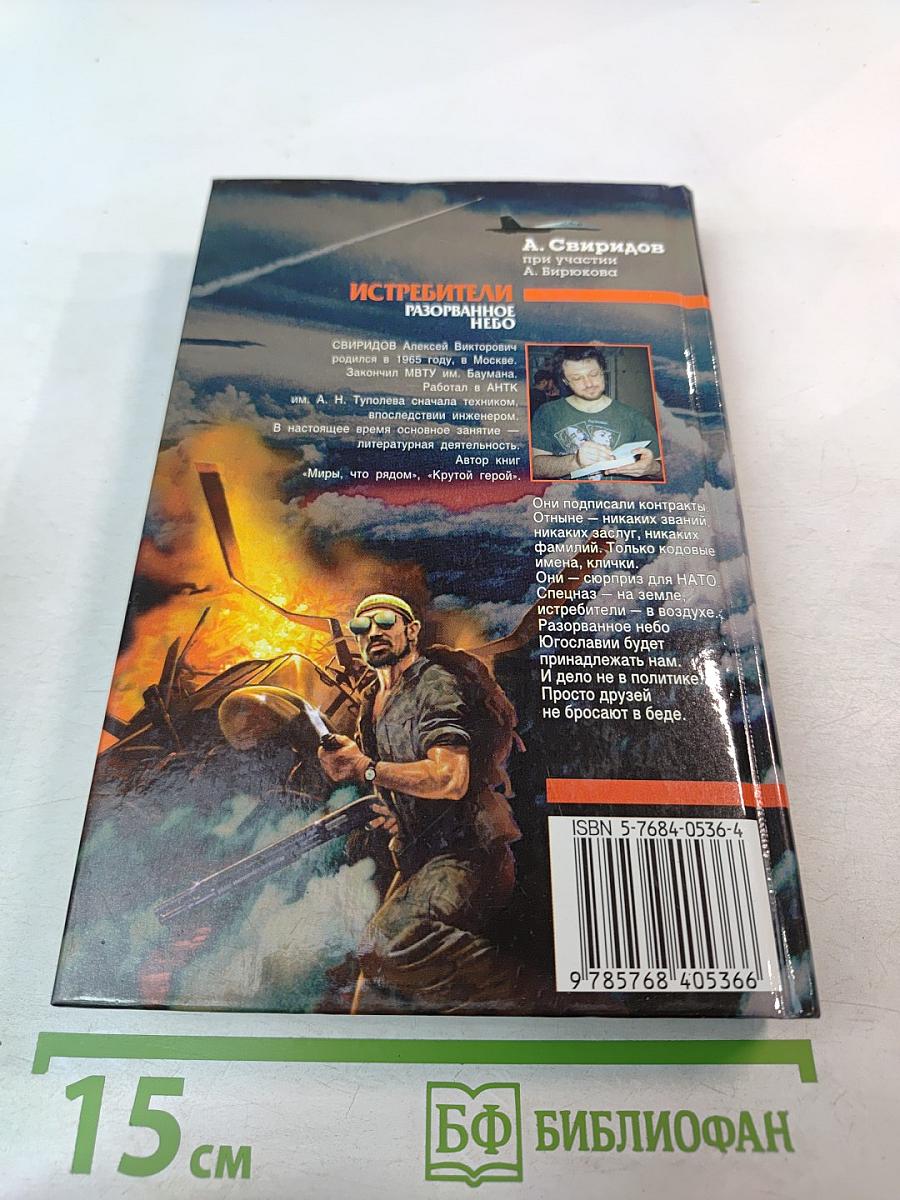 А. Свиридов
при участии
А. Бирюкова
ИСТРЕБИТЕЛИ
РАЗОРВАННОЕ
НЕБО
СВИРИДОВ Алексей Викторович
родился в 1965 году, в Москве.
Закончил МВТУ им. Баумана.
Работал в АНТК
им. А. Н. Туполева сначала техником,
впоследствии инженером.
В настоящее время основное занятие —
литературная деятельность.
Автор книг
«Миры, что рядом», «Крутой герой».
Они подписали контракты
Отныне — никаких званий
никаких заслуг, никаких
фамилий. Только кодовые
имена, клички.
Они — сюрприз для НАТО
Спецназ — на земле,
истребители — в воздухе.
Разорванное небо
Югославии будет
принадлежать нам.
И дело не в политике!
Просто друзей
не бросают в беде.
ISBN 5-7684-0536-4
9 785768 405366
15 см
БФ БИБЛИОФАН